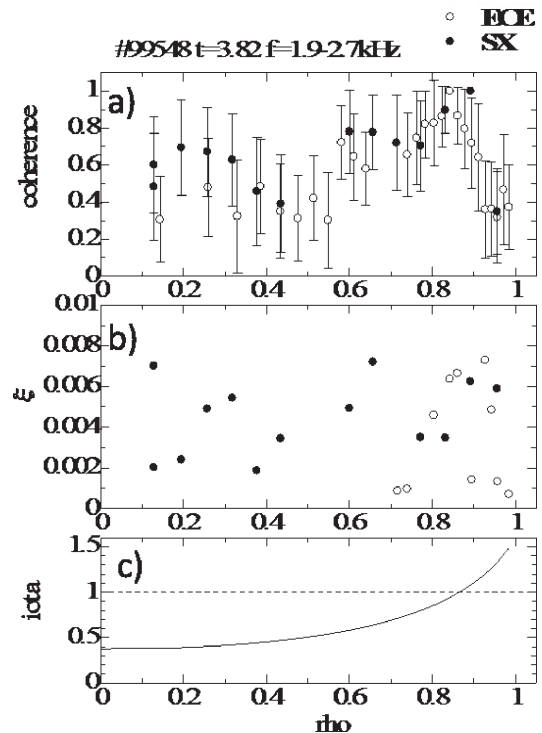 ECE
#99548 t=3.82 f=1.9-2.7kHz
SX
a)
coherence
1
0.8
0.6
0.4
0.2
0
0 0.2 0.4 0.6 0.8 1
b)
ξ
0.01
0.008
0.006
0.004
0.002
0
0 0.2 0.4 0.6 0.8 1
c)
iota
1.5
1
0.5
0
0 0.2 0.4 0.6 0.8 1
rho